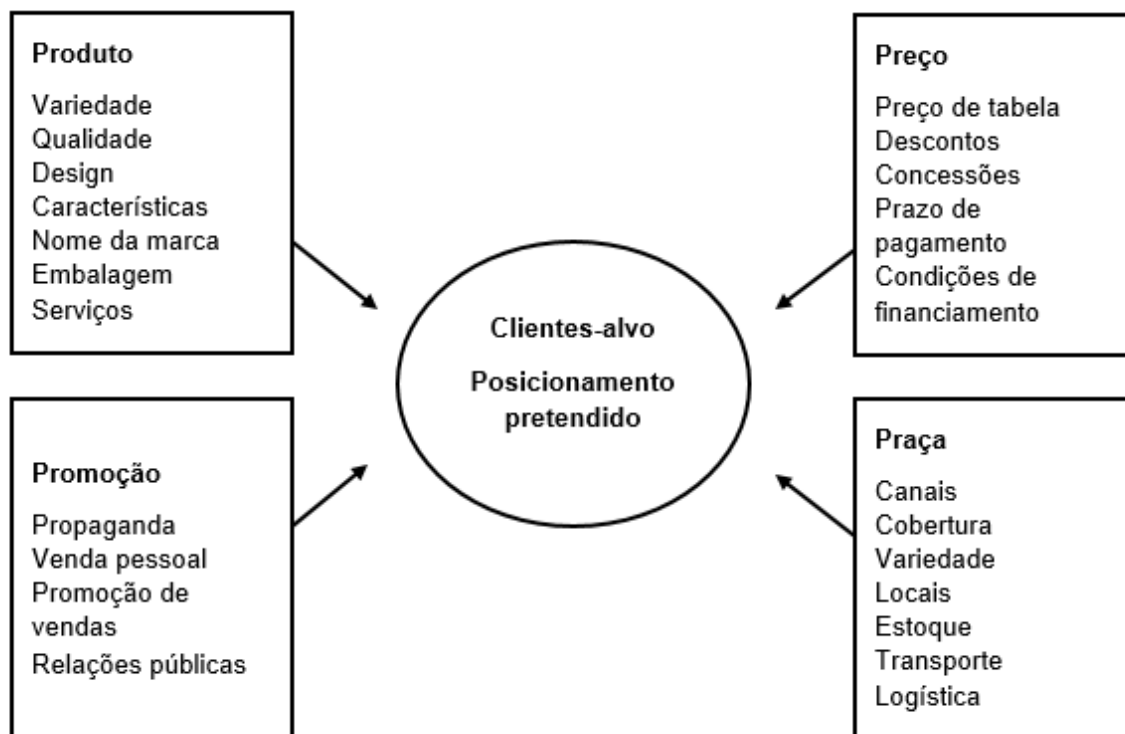 Produto
Variedade
Qualidade
Design
Características
Nome da marca
Embalagem
Serviços
Preço
Preço de tabela
Descontos
Concessões
Prazo de
pagamento
Condições de
financiamento
Clientes-alvo
Posicionamento
pretendido
Promoção
Propaganda
Venda pessoal
Promoção de
vendas
Relações públicas
Praça
Canais
Cobertura
Variedade
Locais
Estoque
Transporte
Logística